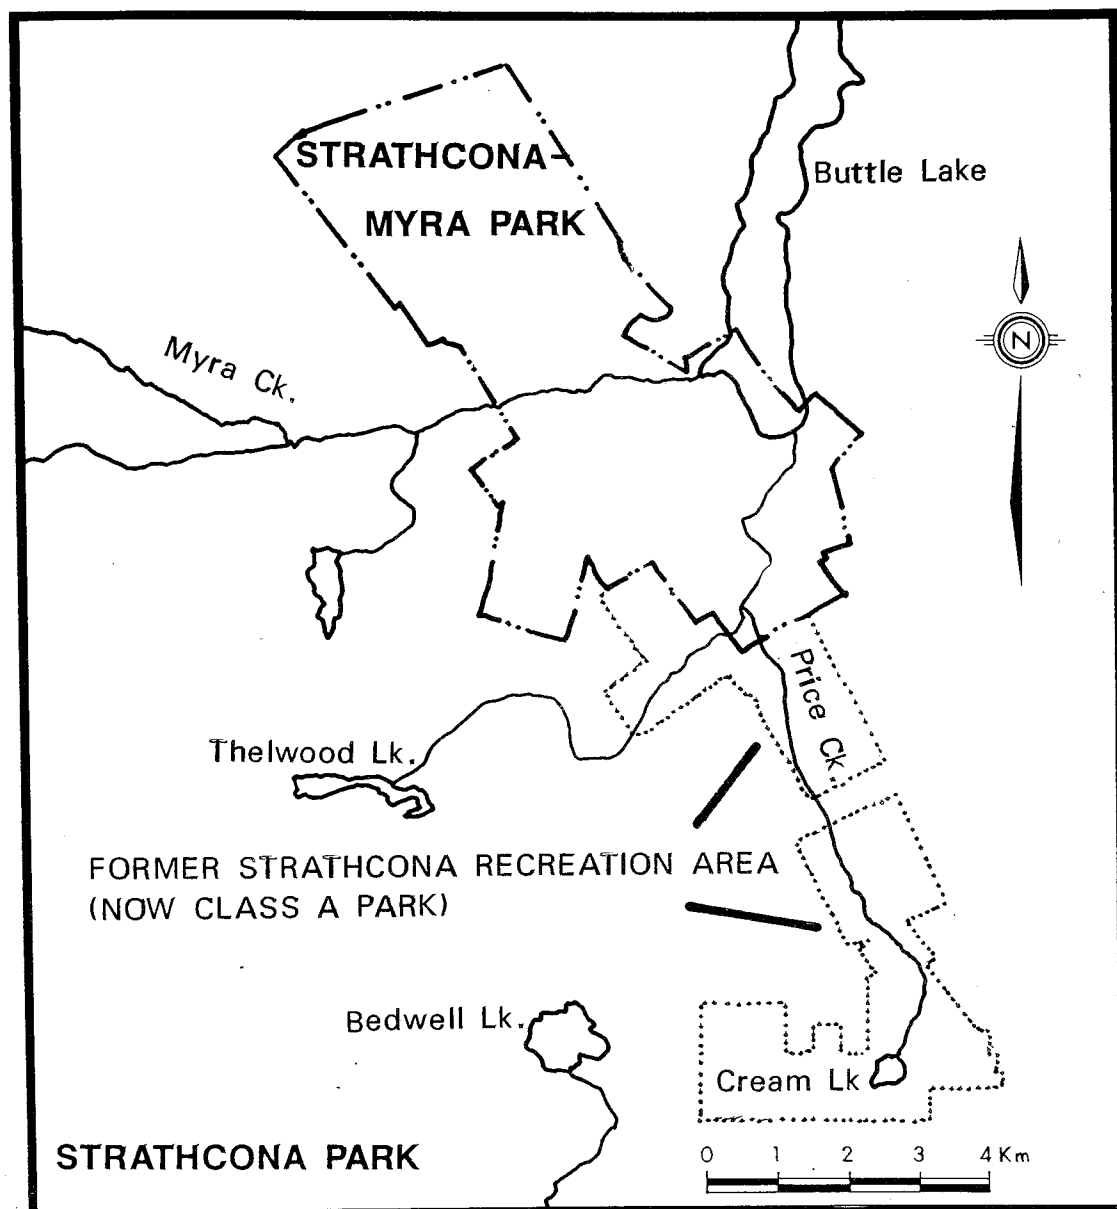 STRATHCONA-
MYRA PARK
Buttle Lake
N
Myra Ck.
Price Ck.
Thelwood Lk.
FORMER STRATHCONA RECREATION AREA
(NOW CLASS A PARK)
Bedwell Lk.
Cream Lk
STRATHCONA PARK
0 1 2 3 4 Km